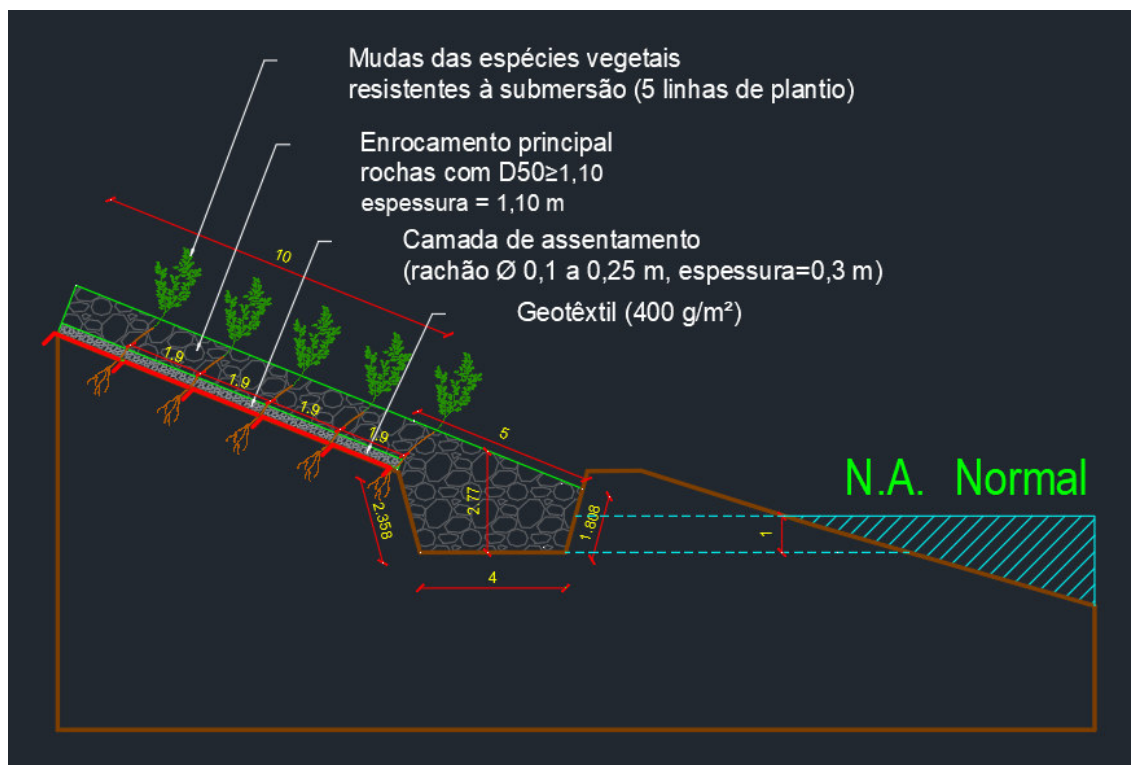 Mudas das espécies vegetais
resistentes à submersão (5 linhas de plantio)
Enrocamento principal
rochas com D50≥1,10
espessura = 1,10 m
Camada de assentamento
(rachão Ø 0,1 a 0,25 m, espessura=0,3 m)
Geotêxtil (400 g/m²)
10
1.9
1.9
1.9
1.9
5
N.A. Normal
2.358
2.77
1.808
1
4